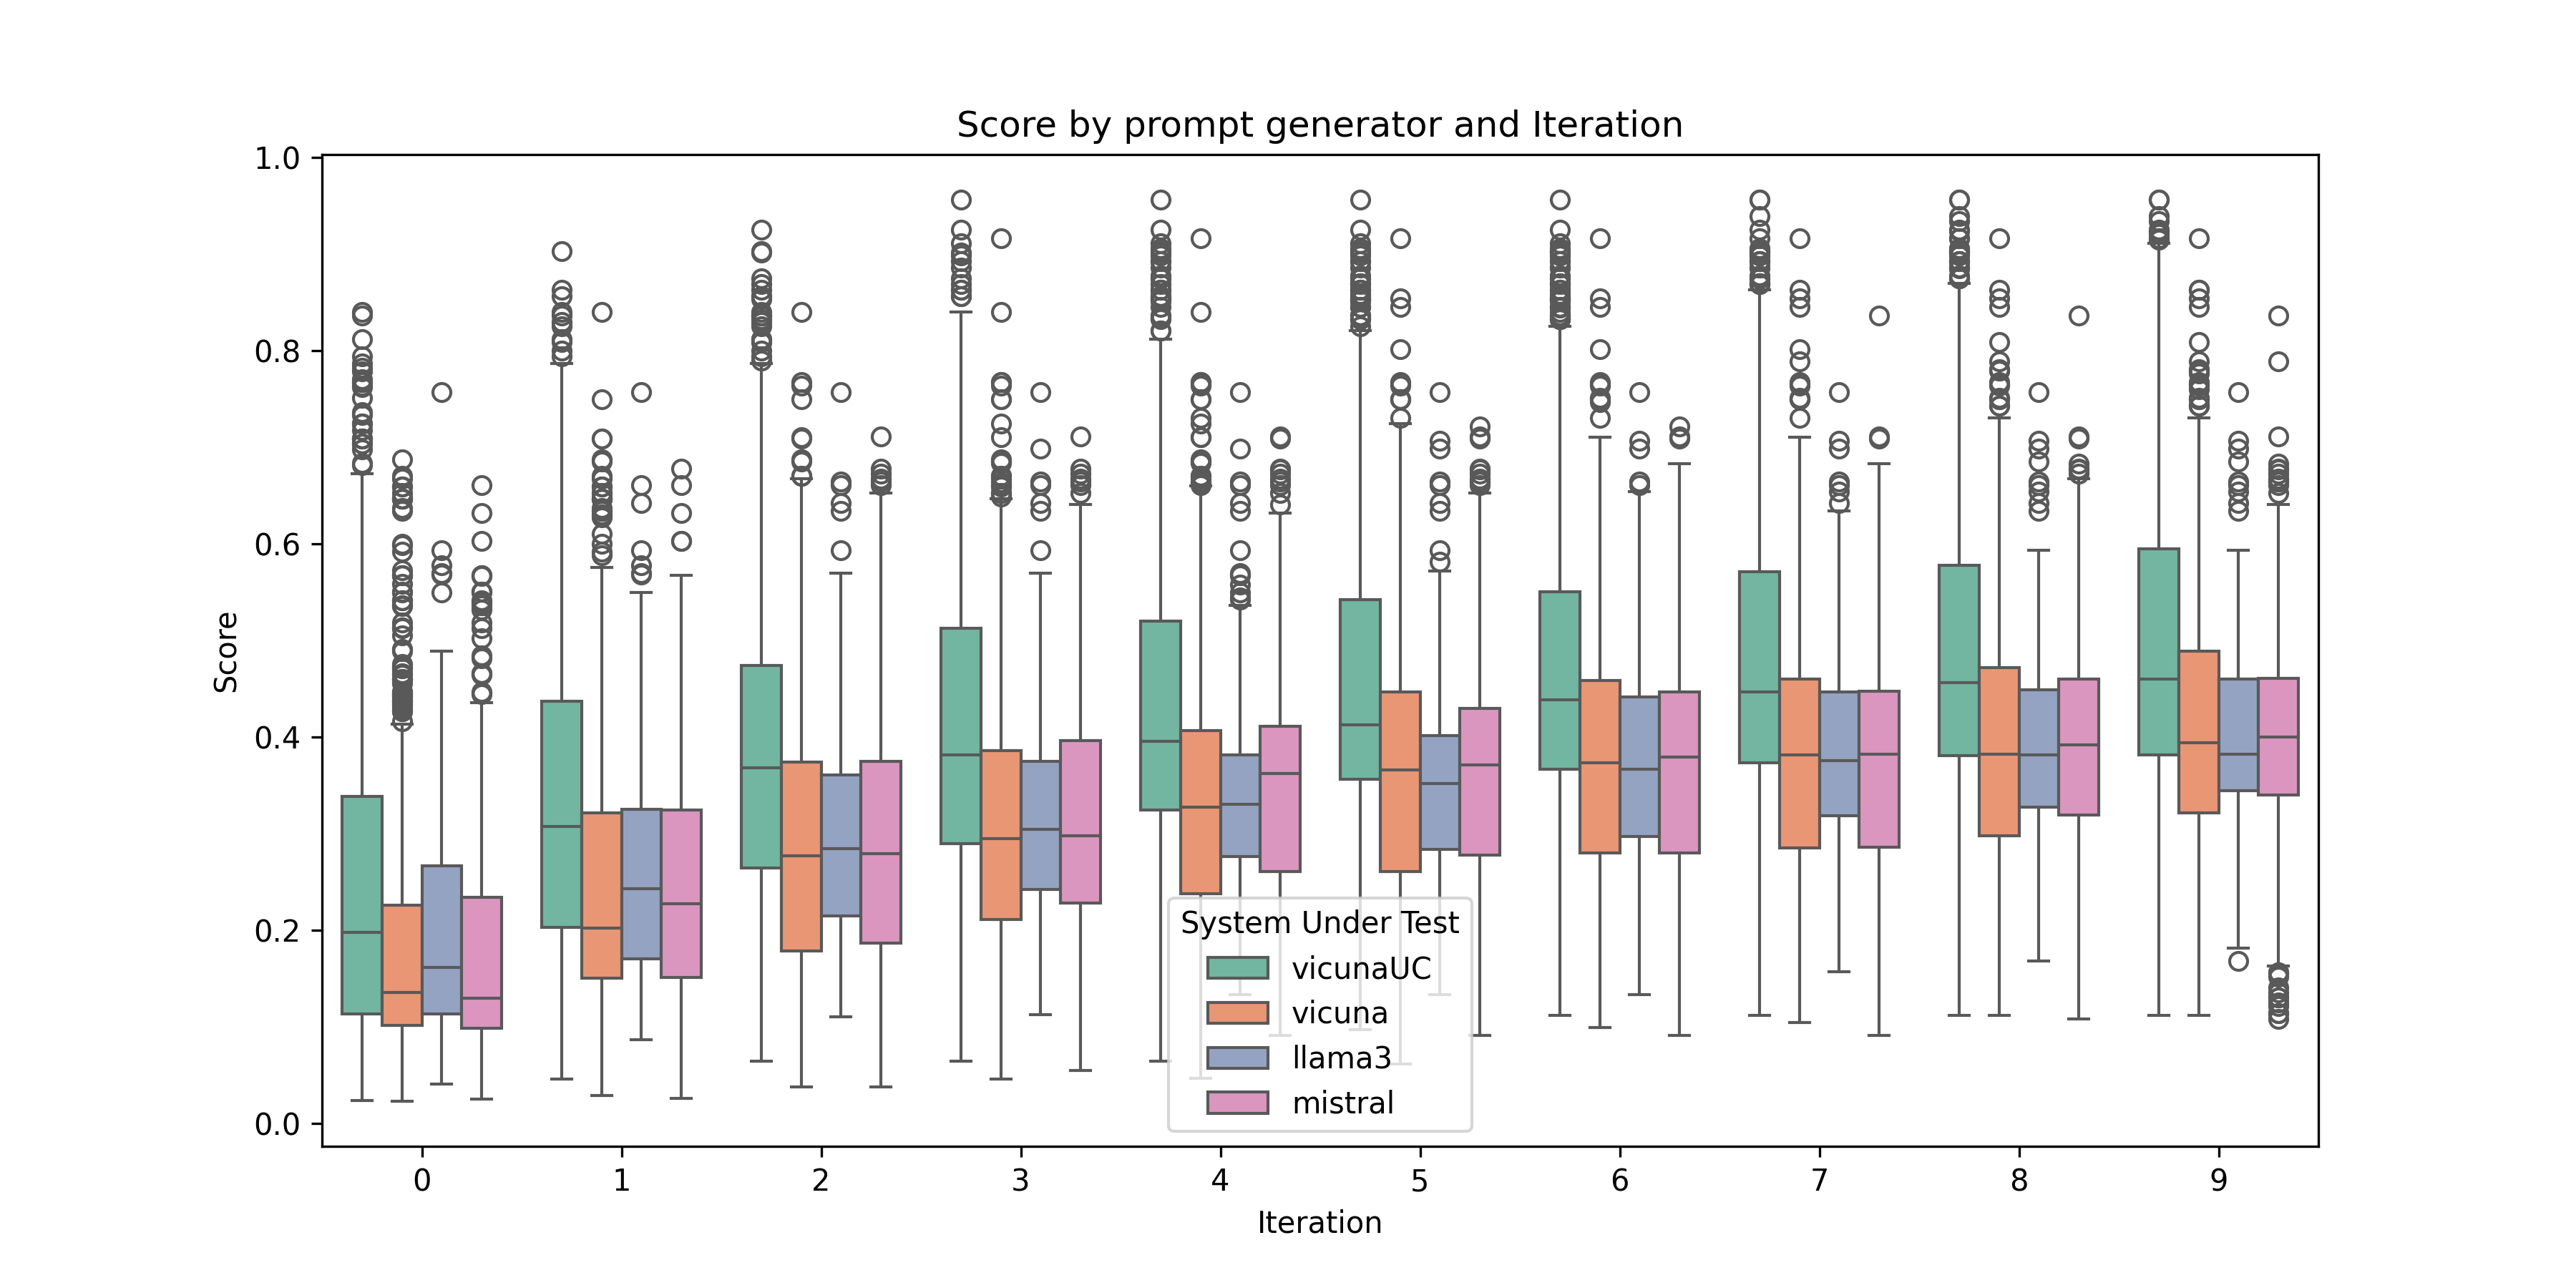 Score by prompt generator and Iteration
1.0
0.8
0.6
0.4
0.2
0.0
Score
System Under Test
vicunaUC
vicuna
llama3
mistral
0 1 2 3 4 5 6 7 8 9
Iteration